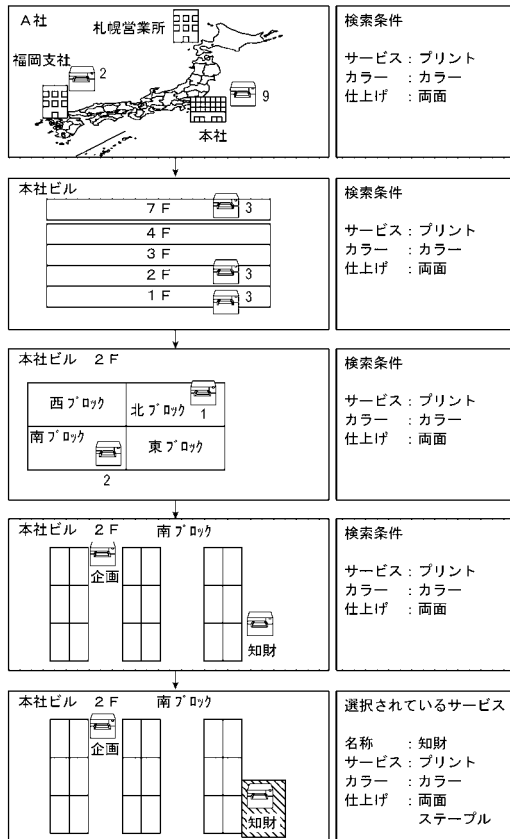 A社
札幌営業所
福岡支社
2
9
本社
検索条件
サービス：プリント
カラー　：カラー
仕上げ　：両面
本社ビル
7F
3
4F
3F
2F
3
1F
3
検索条件
サービス：プリント
カラー　：カラー
仕上げ　：両面
本社ビル　2F
西ブロック
北ブロック
1
南ブロック
東ブロック
2
検索条件
サービス：プリント
カラー　：カラー
仕上げ　：両面
本社ビル　2F　　南ブロック
企画
知財
検索条件
サービス：プリント
カラー　：カラー
仕上げ　：両面
本社ビル　2F　　南ブロック
企画
知財
選択されているサービス
名称　　：知財
サービス：プリント
カラー　：カラー
仕上げ　：両面
ステープル